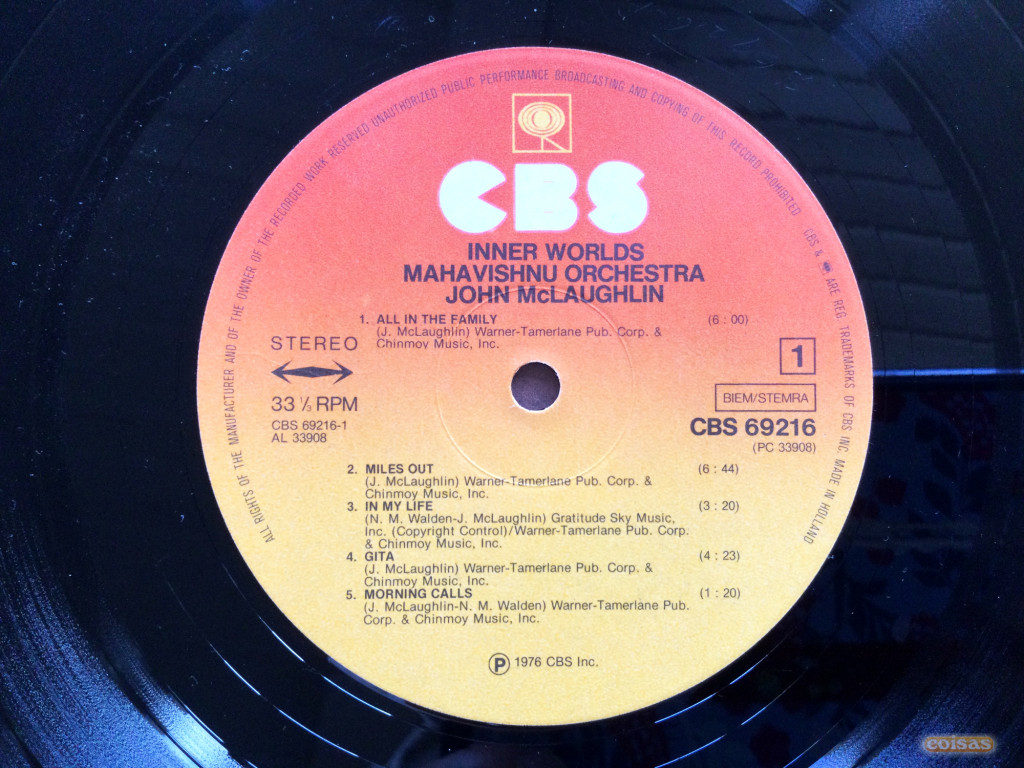 ALL RIGHTS OF THE MANUFACTURER AND OF THE OWNER OF THE RECORDED WORK RESERVED UNAUTHORIZED PUBLIC PERFORMANCE BROADCASTING AND COPYING OF THIS RECORD PROHIBITED CBS & ARE REG. TRADEMARKS OF CBS INC. MADE IN HOLLAND
CBS
INNER WORLDS
MAHAVISHNU ORCHESTRA
JOHN McLAUGHLIN
1. ALL IN THE FAMILY (6 : 00)
(J. McLaughlin) Warner-Tamerlane Pub. Corp. &
Chinmoy Music, Inc.
STEREO
1
33 ⅓ RPM
BIEM/STEMRA
CBS 69216-1
AL 33908
CBS 69216
(PC 33908)
2. MILES OUT (6 : 44)
(J. McLaughlin) Warner-Tamerlane Pub. Corp. &
Chinmoy Music, Inc.
3. IN MY LIFE (3 : 20)
(N. M. Walden-J. McLaughlin) Gratitude Sky Music,
Inc. (Copyright Control)/Warner-Tamerlane Pub. Corp.
& Chinmoy Music, Inc.
4. GITA (4 : 23)
(J. McLaughlin) Warner-Tamerlane Pub. Corp. &
Chinmoy Music, Inc.
5. MORNING CALLS (1 : 20)
(J. McLaughlin-N. M. Walden) Warner-Tamerlane Pub.
Corp. & Chinmoy Music, Inc.
Ⓟ 1976 CBS Inc.
coisas